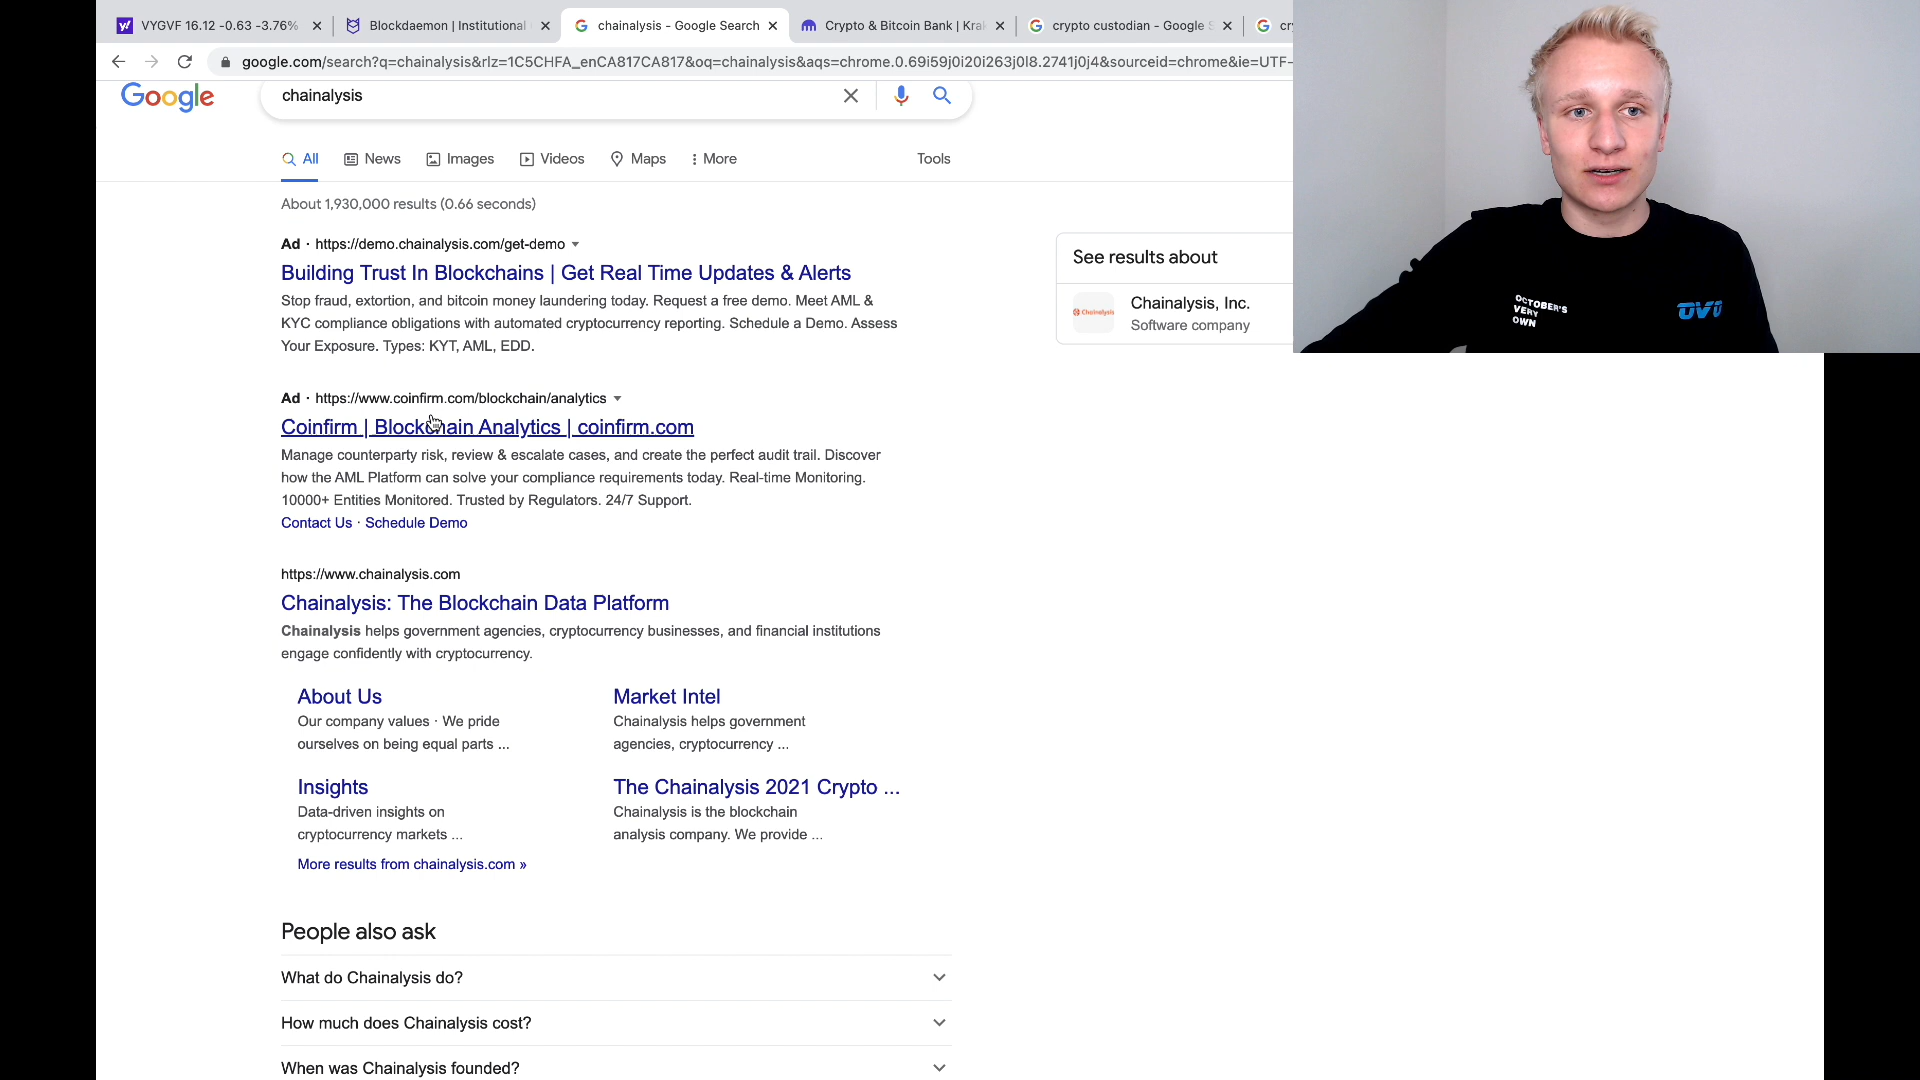 VYGVF 16.12 -0.63 -3.76%
Blockdaemon | Institutional
chainalysis - Google Search
Crypto & Bitcoin Bank | Kra
crypto custodian - Google S
cr
google.com/search?q=chainalysis&rlz=1C5CHFA_enCA817CA817&oq=chainalysis&aqs=chrome.0.69i59j0i20i263j0l8.2741j0j4&sourceid=chrome&ie=UTF-
Google
chainalysis
All News Images Videos Maps More Tools
About 1,930,000 results (0.66 seconds)
Ad · https://demo.chainalysis.com/get-demo
Building Trust In Blockchains | Get Real Time Updates & Alerts
Stop fraud, extortion, and bitcoin money laundering today. Request a free demo. Meet AML &
KYC compliance obligations with automated cryptocurrency reporting. Schedule a Demo. Assess
Your Exposure. Types: KYT, AML, EDD.
Ad · https://www.coinfirm.com/blockchain/analytics
Coinfirm | Blockchain Analytics | coinfirm.com
Manage counterparty risk, review & escalate cases, and create the perfect audit trail. Discover
how the AML Platform can solve your compliance requirements today. Real-time Monitoring.
10000+ Entities Monitored. Trusted by Regulators. 24/7 Support.
Contact Us · Schedule Demo
https://www.chainalysis.com
Chainalysis: The Blockchain Data Platform
Chainalysis helps government agencies, cryptocurrency businesses, and financial institutions
engage confidently with cryptocurrency.
About Us
Our company values · We pride
ourselves on being equal parts ...
Market Intel
Chainalysis helps government
agencies, cryptocurrency ...
Insights
Data-driven insights on
cryptocurrency markets ...
The Chainalysis 2021 Crypto ...
Chainalysis is the blockchain
analysis company. We provide ...
More results from chainalysis.com »
People also ask
What do Chainalysis do?
How much does Chainalysis cost?
When was Chainalysis founded?
See results about
Chainalysis
Chainalysis, Inc.
Software company
OCTOBER'S
VERY
OWN
OVO